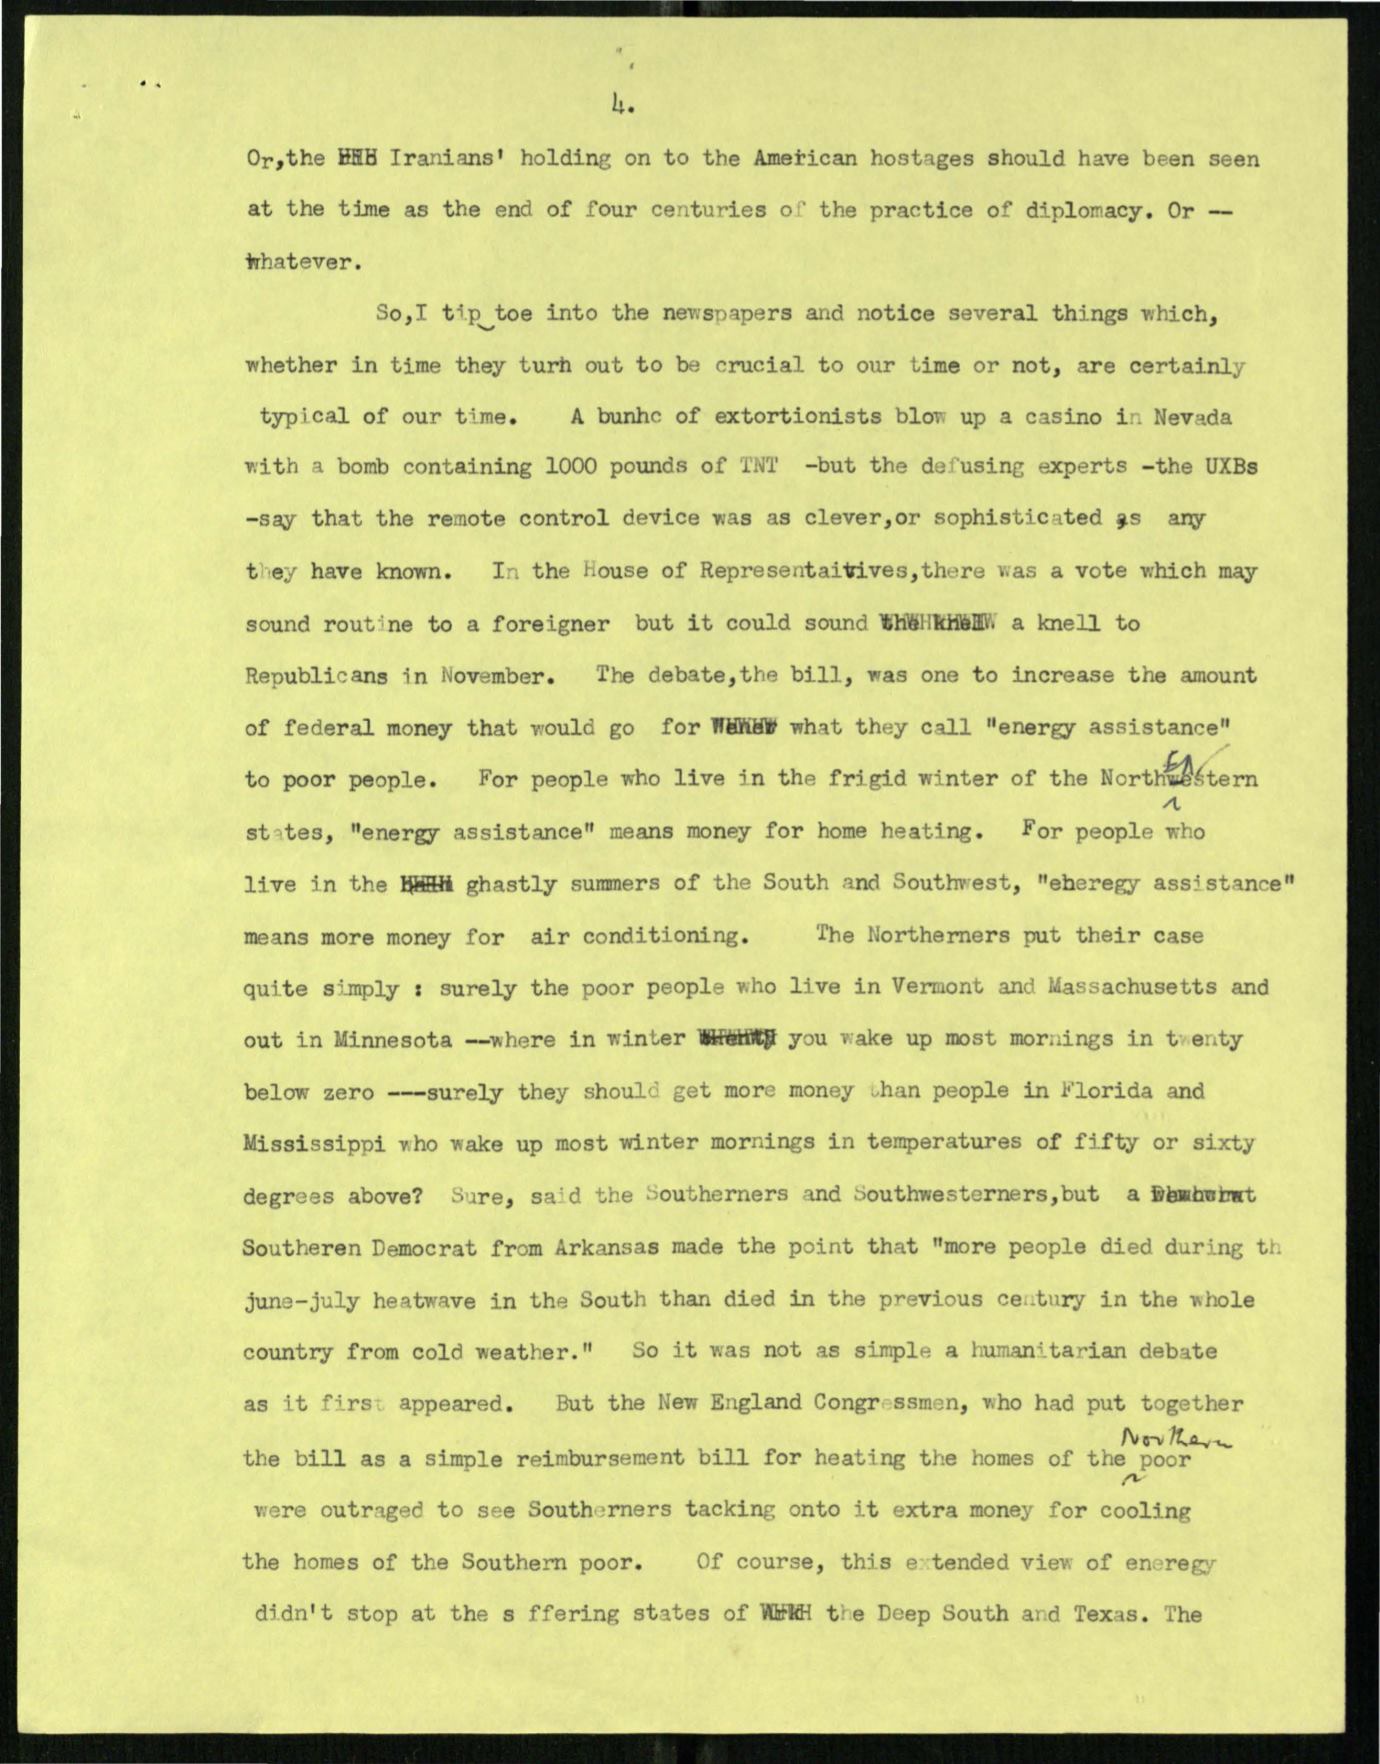 4.
Or,the Iranians' holding on to the American hostages should have been seen
at the time as the end of four centuries of the practice of diplomacy. Or --
whatever.
So,I tip toe into the newspapers and notice several things which,
whether in time they turn out to be crucial to our time or not, are certainly
typical of our time. A bunhc of extortionists blow up a casino in Nevada
with a bomb containing 1000 pounds of TNT -but the defusing experts -the UXBs
-say that the remote control device was as clever,or sophisticated as any
they have known. In the House of Representaitives,there was a vote which may
sound routine to a foreigner but it could sound a knell to
Republicans in November. The debate,the bill, was one to increase the amount
of federal money that would go for what they call "energy assistance"
to poor people. For people who live in the frigid winter of the Northeastern
states, "energy assistance" means money for home heating. For people who
live in the ghastly summers of the South and Southwest, "eheregy assistance"
means more money for air conditioning. The Northerners put their case
quite simply : surely the poor people who live in Vermont and Massachusetts and
out in Minnesota --where in winter you wake up most mornings in twenty
below zero ---surely they should get more money than people in Florida and
Mississippi who wake up most winter mornings in temperatures of fifty or sixty
degrees above? Sure, said the Southerners and Southwesterners,but a
Southeren Democrat from Arkansas made the point that "more people died during th
june-july heatwave in the South than died in the previous century in the whole
country from cold weather." So it was not as simple a humanitarian debate
as it first appeared. But the New England Congressmen, who had put together
the bill as a simple reimbursement bill for heating the homes of the Northern poor
were outraged to see Southerners tacking onto it extra money for cooling
the homes of the Southern poor. Of course, this extended view of eneregy
didn't stop at the s ffering states of the Deep South and Texas. The